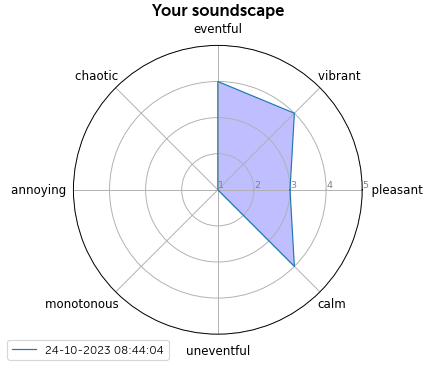 Your soundscape
eventful
chaotic
vibrant
annoying
1 2 3 4 5
pleasant
monotonous
calm
uneventful
24-10-2023 08:44:04